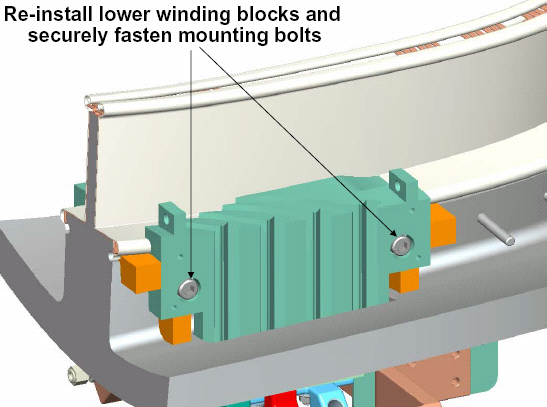 Re-install lower winding blocks and
securely fasten mounting bolts